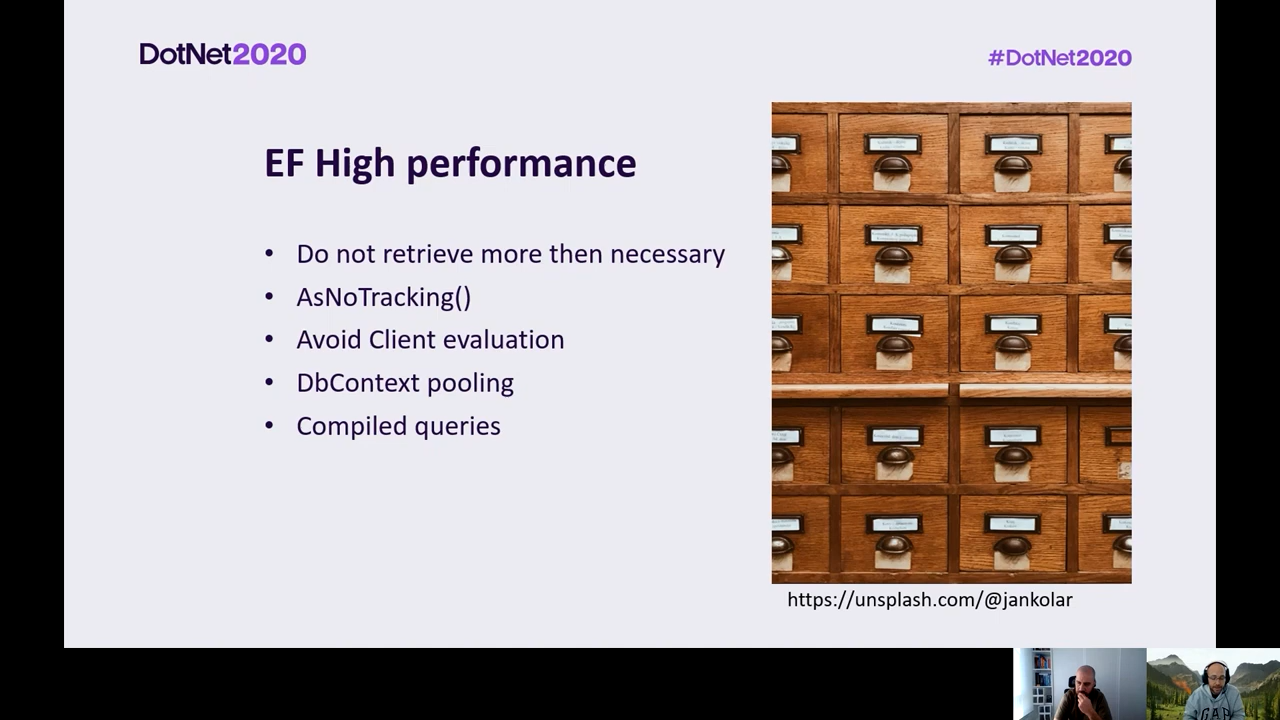 DotNet2020
#DotNet2020
EF High performance
• Do not retrieve more then necessary
• AsNoTracking()
• Avoid Client evaluation
• DbContext pooling
• Compiled queries
https://unsplash.com/@jankolar